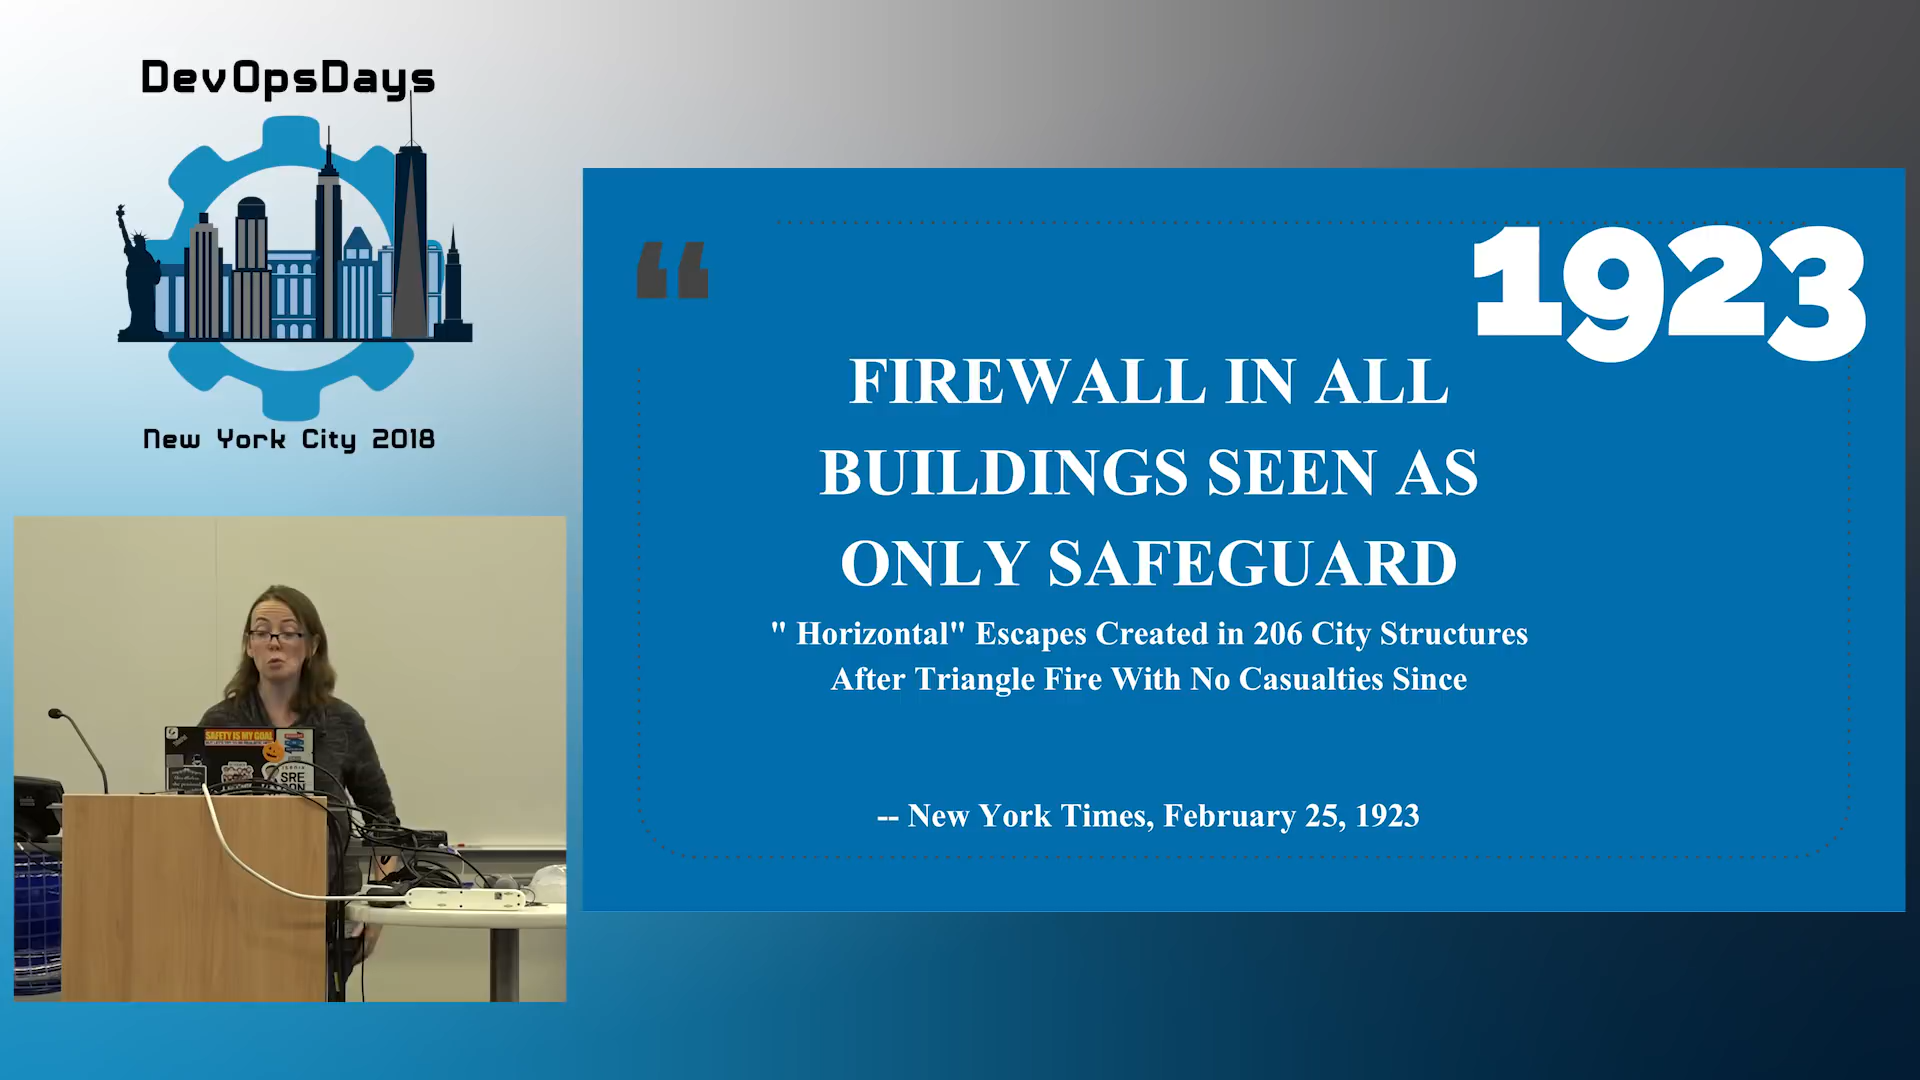 DevOpsDays
New York City 2018
1923
“
FIREWALL IN ALL
BUILDINGS SEEN AS
ONLY SAFEGUARD
" Horizontal" Escapes Created in 206 City Structures
After Triangle Fire With No Casualties Since
-- New York Times, February 25, 1923
SAFETY IS MY GOAL
SRE